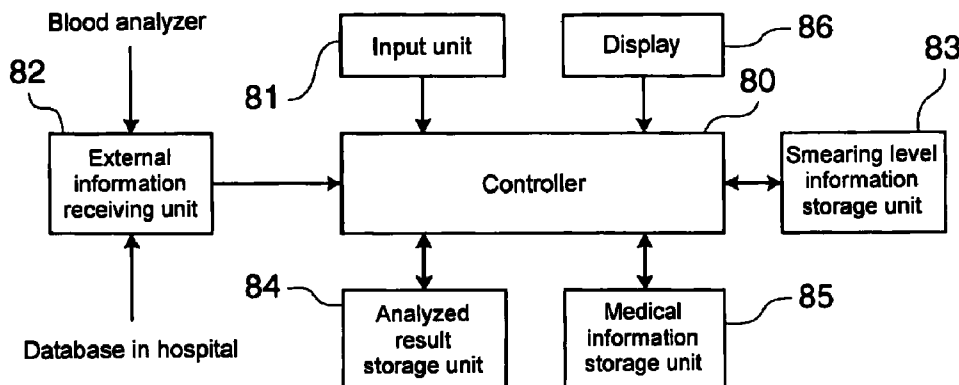 Blood analyzer
82
Input unit
81
Display
86
80
83
External
information
receiving unit
Controller
Smearing level
information
storage unit
84
Analyzed
result
storage unit
Medical
information
storage unit
85
Database in hospital